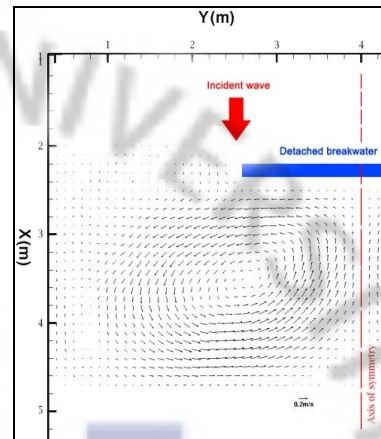 Y(m)
1 2 3 4
1
Incident wave
2
Detached breakwater
3
X(m)
4
0.2m/s
Axis of symmetry
5